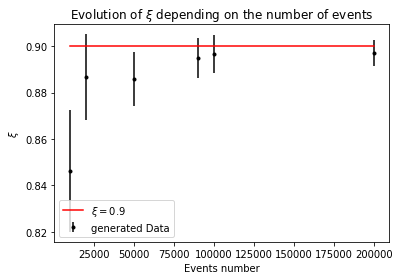 Evolution of ξ depending on the number of events
0.90
0.88
0.86
0.84
0.82
ξ
ξ = 0.9
generated Data
25000 50000 75000 100000 125000 150000 175000 200000
Events number